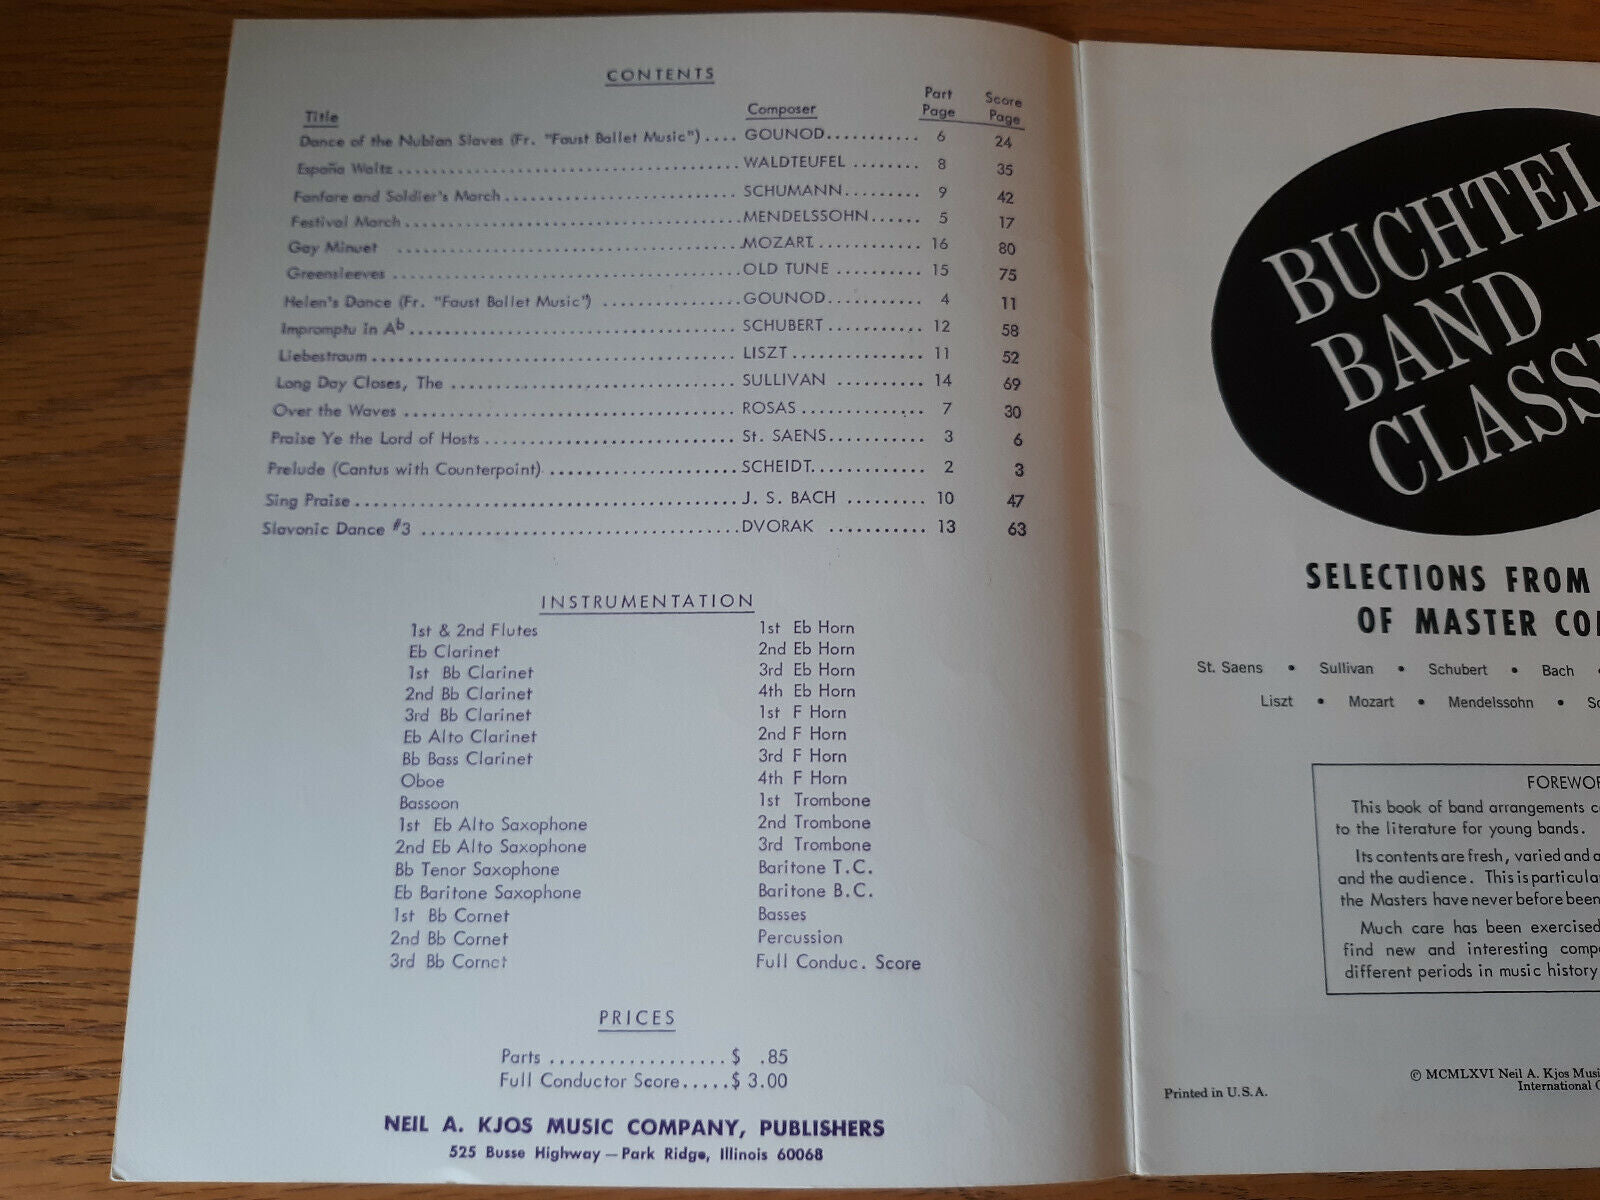 CONTENTS
Title Composer Part Page Score Page
Dance of the Nubian Slaves (Fr. "Faust Ballet Music") .... GOUNOD........... 6 24
España Waltz ........ WALDTEUFEL ........ 8 35
Fanfare and Soldier's March ........ SCHUMANN......... 9 42
Festival March ........ MENDELSSOHN...... 5 17
Gay Minuet ........ MOZART............ 16 80
Greensleeves ........ OLD TUNE .......... 15 75
Helen's Dance (Fr. "Faust Ballet Music") ........ GOUNOD........... 4 11
Impromptu In Ab ........ SCHUBERT ........... 12 58
Liebestraum ........ LISZT .............. 11 52
Long Day Closes, The ........ SULLIVAN .......... 14 69
Over the Waves ........ ROSAS ............. 7 30
Praise Ye the Lord of Hosts ........ St. SAENS........... 3 6
Prelude (Cantus with Counterpoint) ........ SCHEIDT............ 2 3
Sing Praise ........ J. S. BACH ......... 10 47
Slavonic Dance #3 ........ DVORAK ........... 13 63
INSTRUMENTATION
1st & 2nd Flutes
Eb Clarinet
1st Bb Clarinet
2nd Bb Clarinet
3rd Bb Clarinet
Eb Alto Clarinet
Bb Bass Clarinet
Oboe
Bassoon
1st Eb Alto Saxophone
2nd Eb Alto Saxophone
Bb Tenor Saxophone
Eb Baritone Saxophone
1st Bb Cornet
2nd Bb Cornet
3rd Bb Cornet
1st Eb Horn
2nd Eb Horn
3rd Eb Horn
4th Eb Horn
1st F Horn
2nd F Horn
3rd F Horn
4th F Horn
1st Trombone
2nd Trombone
3rd Trombone
Baritone T.C.
Baritone B.C.
Basses
Percussion
Full Conduc. Score
PRICES
Parts .................. $ .85
Full Conductor Score.....$ 3.00
NEIL A. KJOS MUSIC COMPANY, PUBLISHERS
525 Busse Highway — Park Ridge, Illinois 60068
BUCHTEL
BAND
CLASSI
SELECTIONS FROM
OF MASTER CO
St. Saens • Sullivan • Schubert • Bach •
Liszt • Mozart • Mendelssohn •
FOREWOR
This book of band arrangements
to the literature for young bands.
Its contents are fresh, varied and
and the audience. This is particular
the Masters have never before been
Much care has been exercised
find new and interesting comp
different periods in music history
© MCMLXVI Neil A. Kjos Musi
International
Printed in U.S.A.